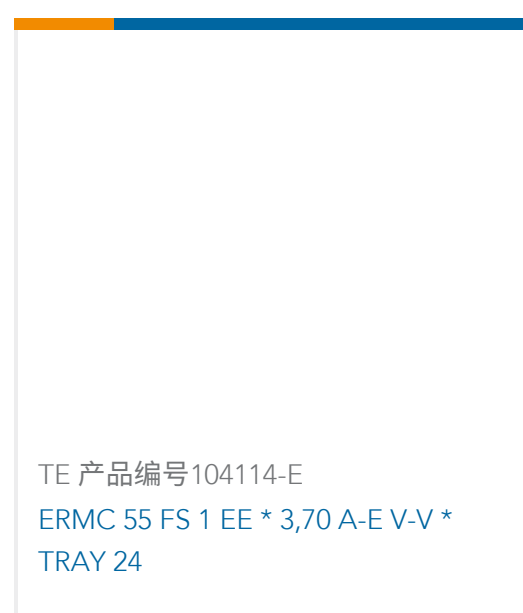 TE 产品编号104114-E
ERMC 55 FS 1 EE * 3,70 A-E V-V *
TRAY 24